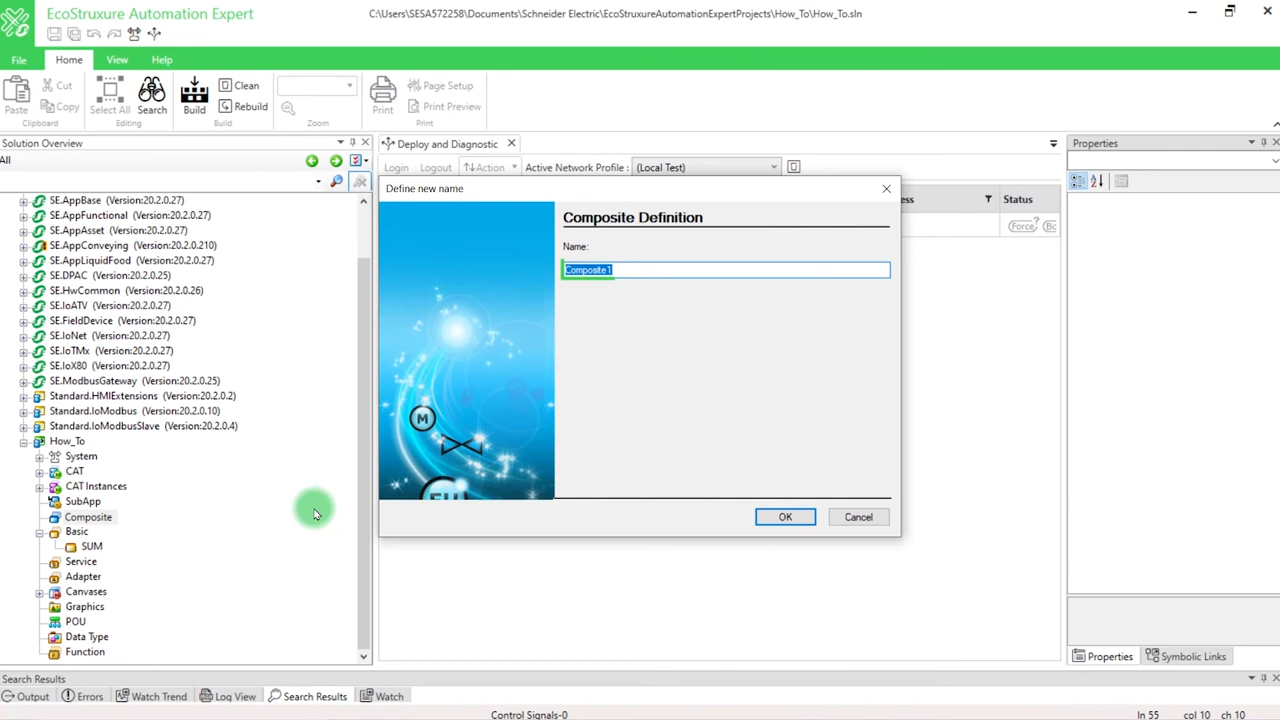 EcoStruxure Automation Expert
C:\Users\SESA572258\Documents\Schneider Electric\EcoStruxureAutomationExpertProjects\How_To\How_To.sln
File Home View Help
Paste
Cut
Copy
Clipboard
Select All
Search
Editing
Build
Clean
Rebuild
Build
Zoom
Print
Page Setup
Print Preview
Print
Solution Overview
All
SE.AppBase (Version:20.2.0.27)
SE.AppFunctional (Version:20.2.0.27)
SE.AppAsset (Version:20.2.0.27)
SE.AppConveying (Version:20.2.0.210)
SE.AppLiquidFood (Version:20.2.0.27)
SE.DPAC (Version:20.2.0.25)
SE.HwCommon (Version:20.2.0.26)
SE.IoATV (Version:20.2.0.27)
SE.FieldDevice (Version:20.2.0.27)
SE.IoNet (Version:20.2.0.27)
SE.IoTMx (Version:20.2.0.27)
SE.IoX80 (Version:20.2.0.27)
SE.ModbusGateway (Version:20.2.0.25)
Standard.HMIExtensions (Version:20.2.0.2)
Standard.IoModbus (Version:20.2.0.10)
Standard.IoModbusSlave (Version:20.2.0.4)
How_To
System
CAT
CAT Instances
SubApp
Composite
Basic
SUM
Service
Adapter
Canvases
Graphics
POU
Data Type
Function
Deploy and Diagnostic
Login Logout Action Active Network Profile : (Local Test)
ess Status
Force
Define new name
Composite Definition
Name:
Composite1
M
OK Cancel
Properties
Properties Symbolic Links
Search Results
Output Errors Watch Trend Log View Search Results Watch
Control Signals-0 ln 55 col 10 ch 10